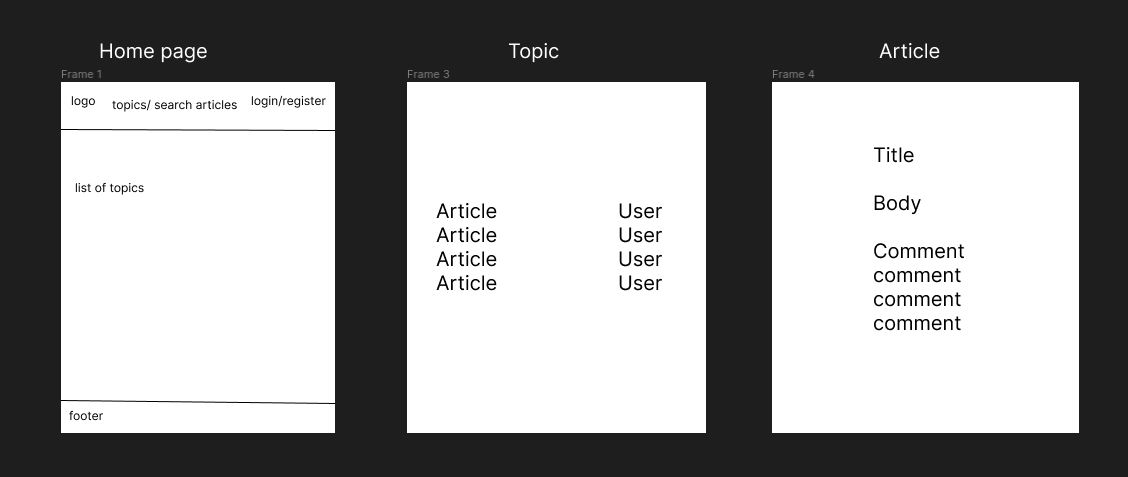 Home page
Frame 1
logo
topics/ search articles
login/register
list of topics
footer
Topic
Frame 3
Article User
Article User
Article User
Article User
Article
Frame 4
Title
Body
Comment
comment
comment
comment